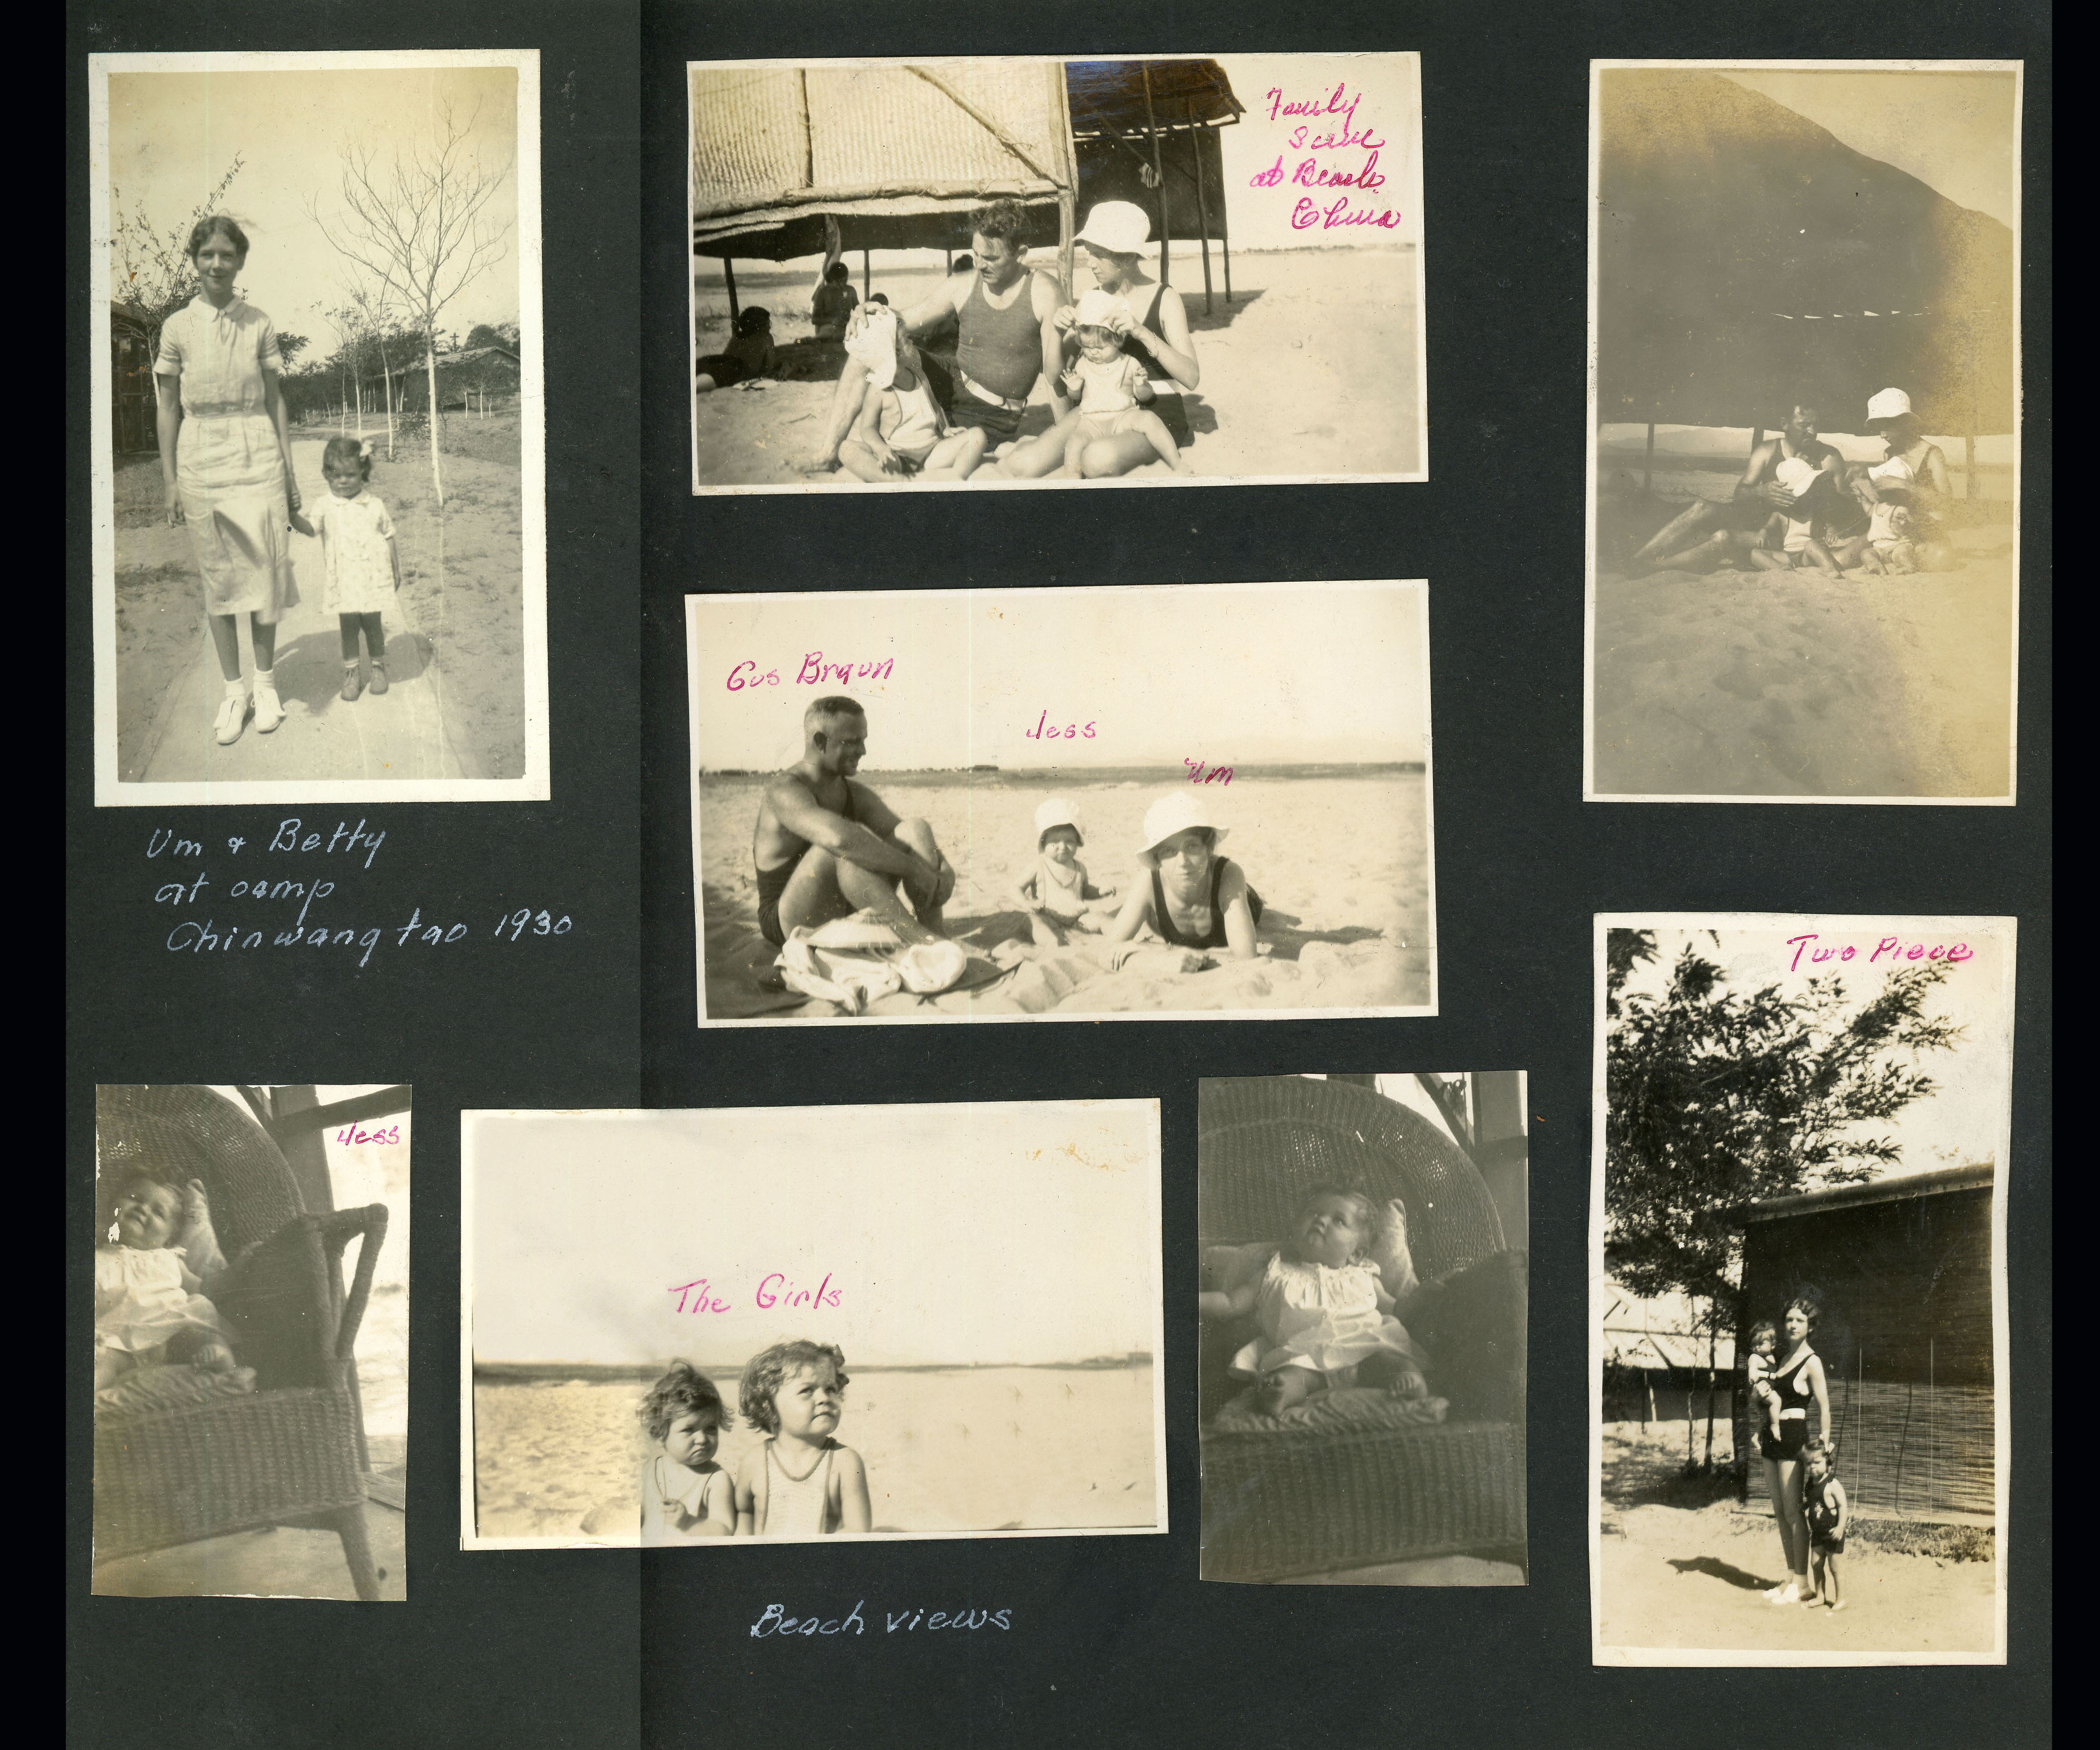 Um & Betty
at camp
Chinwangtao 1930
Family
Scene
at Beach
China
Gus Braun
Jess
Um
Two Piece
Jess
The Girls
Beach views